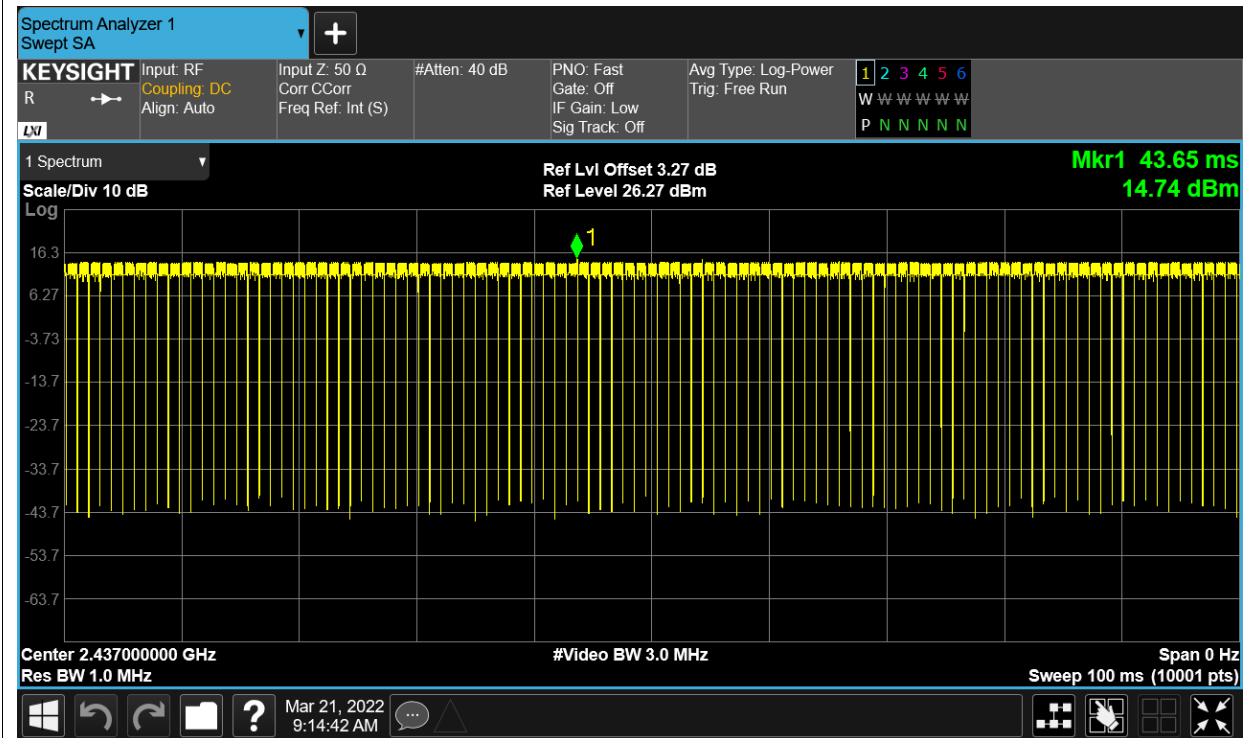 Spectrum Analyzer 1
Swept SA
KEYSIGHT Input: RF Input Z: 50 Ω #Atten: 40 dB PNO: Fast Avg Type: Log-Power 1 2 3 4 5 6
R Coupling: DC Corr CCorr Gate: Off Trig: Free Run W W W W W W
Align: Auto Freq Ref: Int (S) IF Gain: Low
LXI Sig Track: Off P N N N N N
1 Spectrum Ref Lvl Offset 3.27 dB Mkr1 43.65 ms
Scale/Div 10 dB Ref Level 26.27 dBm 14.74 dBm
Log
1
16.3
6.27
-3.73
-13.7
-23.7
-33.7
-43.7
-53.7
-63.7
Center 2.437000000 GHz #Video BW 3.0 MHz Span 0 Hz
Res BW 1.0 MHz Sweep 100 ms (10001 pts)
? Mar 21, 2022
9:14:42 AM